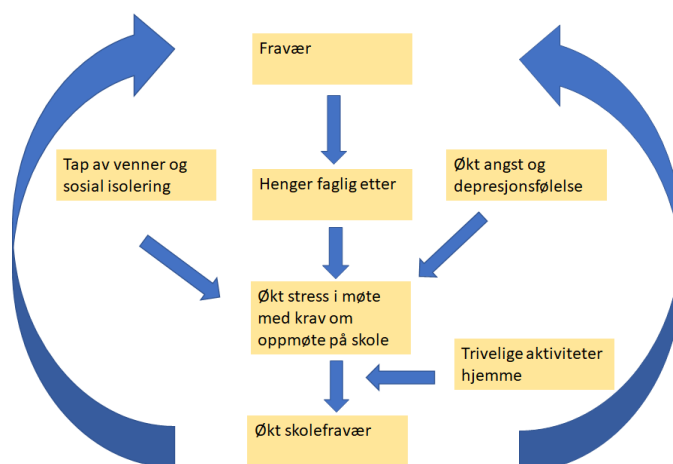 Fravær
Tap av venner og
sosial isolering
Henger faglig etter
Økt angst og
depresjonsfølelse
Økt stress i møte
med krav om
oppmøte på skole
Trivelige aktiviteter
hjemme
Økt skolefravær